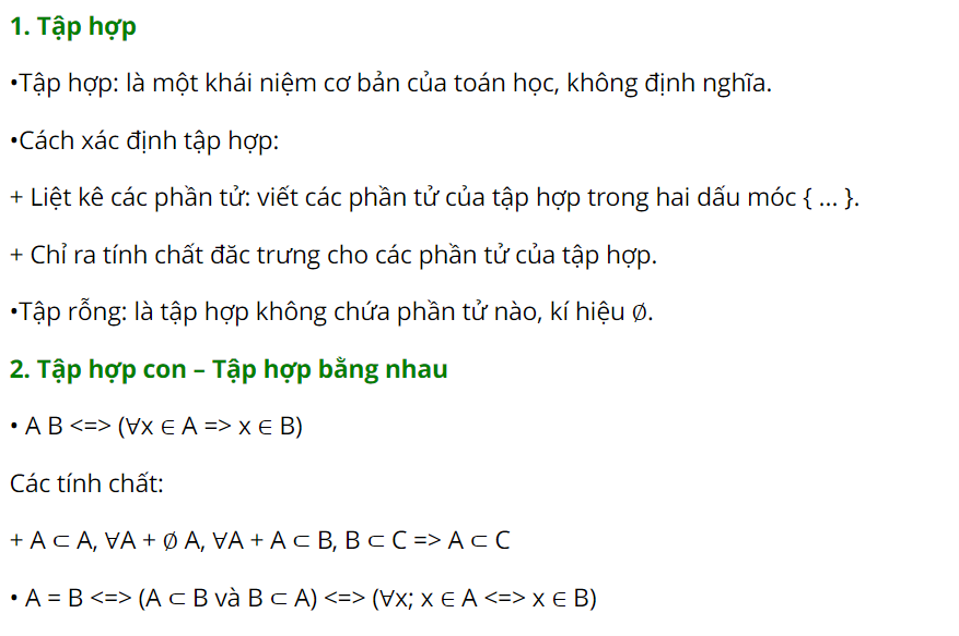 1. Tập hợp
•Tập hợp: là một khái niệm cơ bản của toán học, không định nghĩa.
•Cách xác định tập hợp:
+ Liệt kê các phần tử: viết các phần tử của tập hợp trong hai dấu móc { ... }.
+ Chỉ ra tính chất đăc trưng cho các phần tử của tập hợp.
•Tập rỗng: là tập hợp không chứa phần tử nào, kí hiệu ∅.
2. Tập hợp con – Tập hợp bằng nhau
• A B <=> (∀x ∈ A => x ∈ B)
Các tính chất:
+ A ⊂ A, ∀A + ∅ A, ∀A + A ⊂ B, B ⊂ C => A ⊂ C
• A = B <=> (A ⊂ B và B ⊂ A) <=> (∀x; x ∈ A <=> x ∈ B)